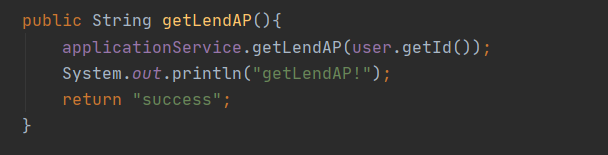 public String getLendAP(){
    applicationService.getLendAP(user.getId());
    System.out.println("getLendAP!");
    return "success";
}